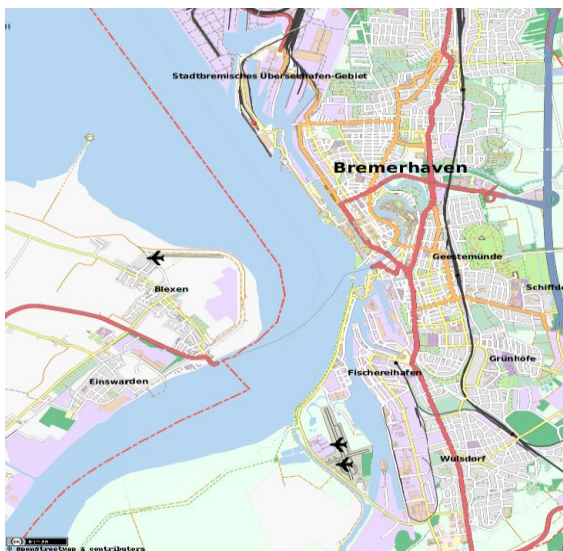 Stadtbremisches Überseehafen-Gebiet
Bremerhaven
Geestemünde
Blexen
Schiffdo
Grünhöfe
Fischereihafen
Einswarden
Wulsdorf
© OpenStreetMap & contributors